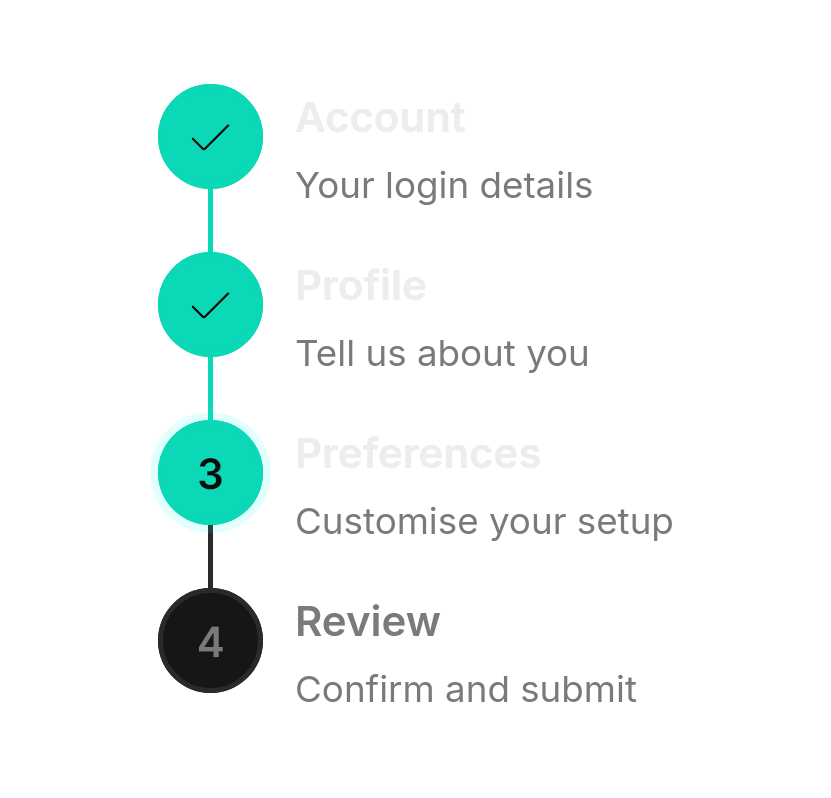 Account
Your login details
Profile
Tell us about you
3
Preferences
Customise your setup
4
Review
Confirm and submit